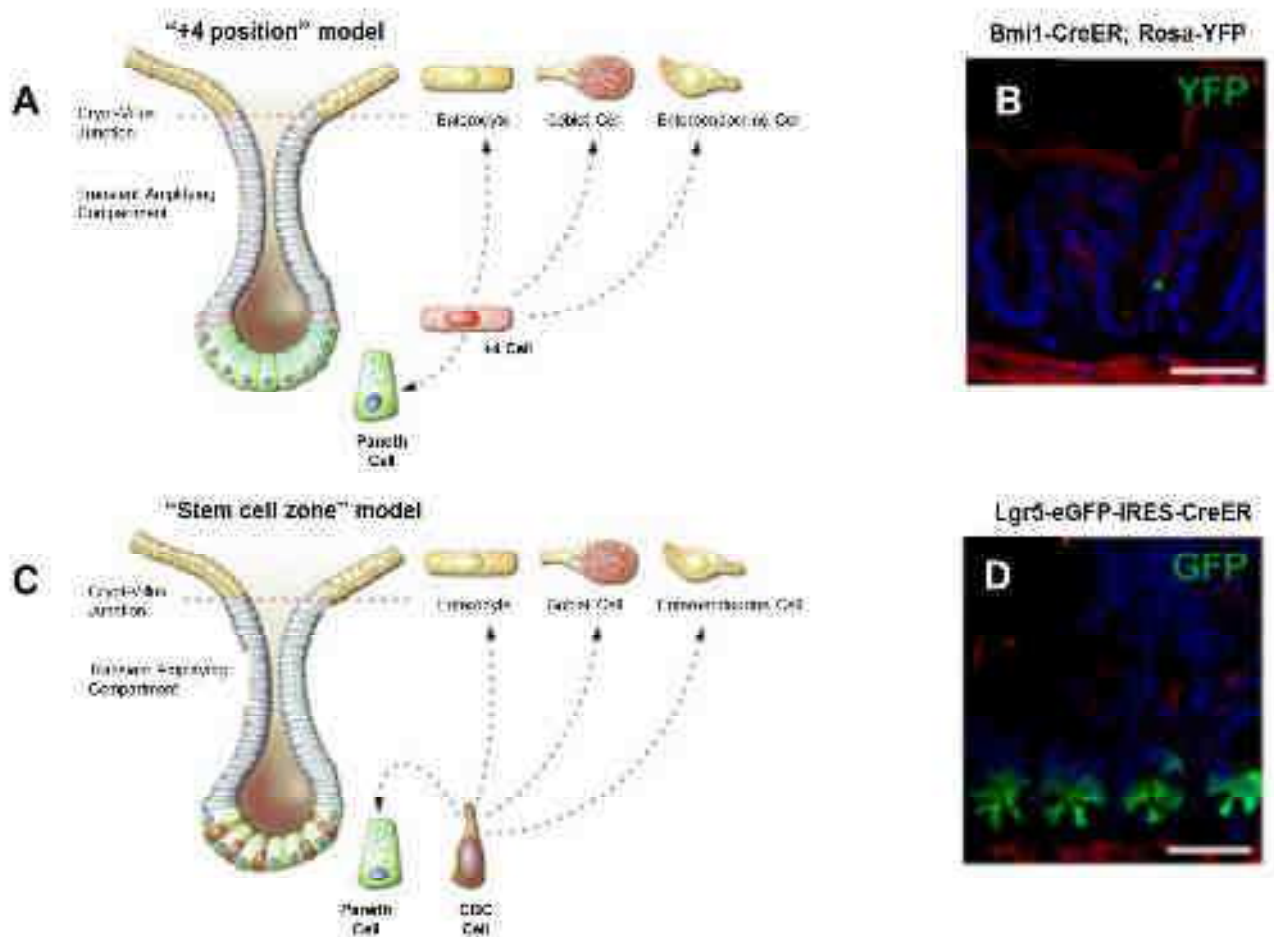 "+4 position" model
A
Crypt-Villus
Junction
Enterocyte
Goblet Cell
Enteroendocrine Cell
Transient Amplifying
Compartment
+4 Cell
Paneth
Cell
Bmi1-CreER; Rosa-YFP
B
YFP
"Stem cell zone" model
C
Crypt-Villus
Junction
Enterocyte
Goblet Cell
Enteroendocrine Cell
Transient Amplifying
Compartment
Paneth
Cell
CBC
Cell
Lgr5-eGFP-IRES-CreER
D
GFP